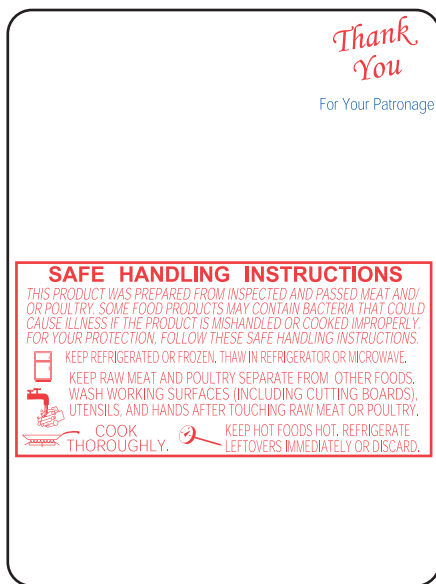 Thank
You
For Your Patronage
SAFE HANDLING INSTRUCTIONS
THIS PRODUCT WAS PREPARED FROM INSPECTED AND PASSED MEAT AND/
OR POULTRY. SOME FOOD PRODUCTS MAY CONTAIN BACTERIA THAT COULD
CAUSE ILLNESS IF THE PRODUCT IS MISHANDLED OR COOKED IMPROPERLY.
FOR YOUR PROTECTION, FOLLOW THESE SAFE HANDLING INSTRUCTIONS.
KEEP REFRIGERATED OR FROZEN. THAW IN REFRIGERATOR OR MICROWAVE.
KEEP RAW MEAT AND POULTRY SEPARATE FROM OTHER FOODS.
WASH WORKING SURFACES (INCLUDING CUTTING BOARDS),
UTENSILS, AND HANDS AFTER TOUCHING RAW MEAT OR POULTRY.
COOK
THOROUGHLY.
KEEP HOT FOODS HOT. REFRIGERATE
LEFTOVERS IMMEDIATELY OR DISCARD.